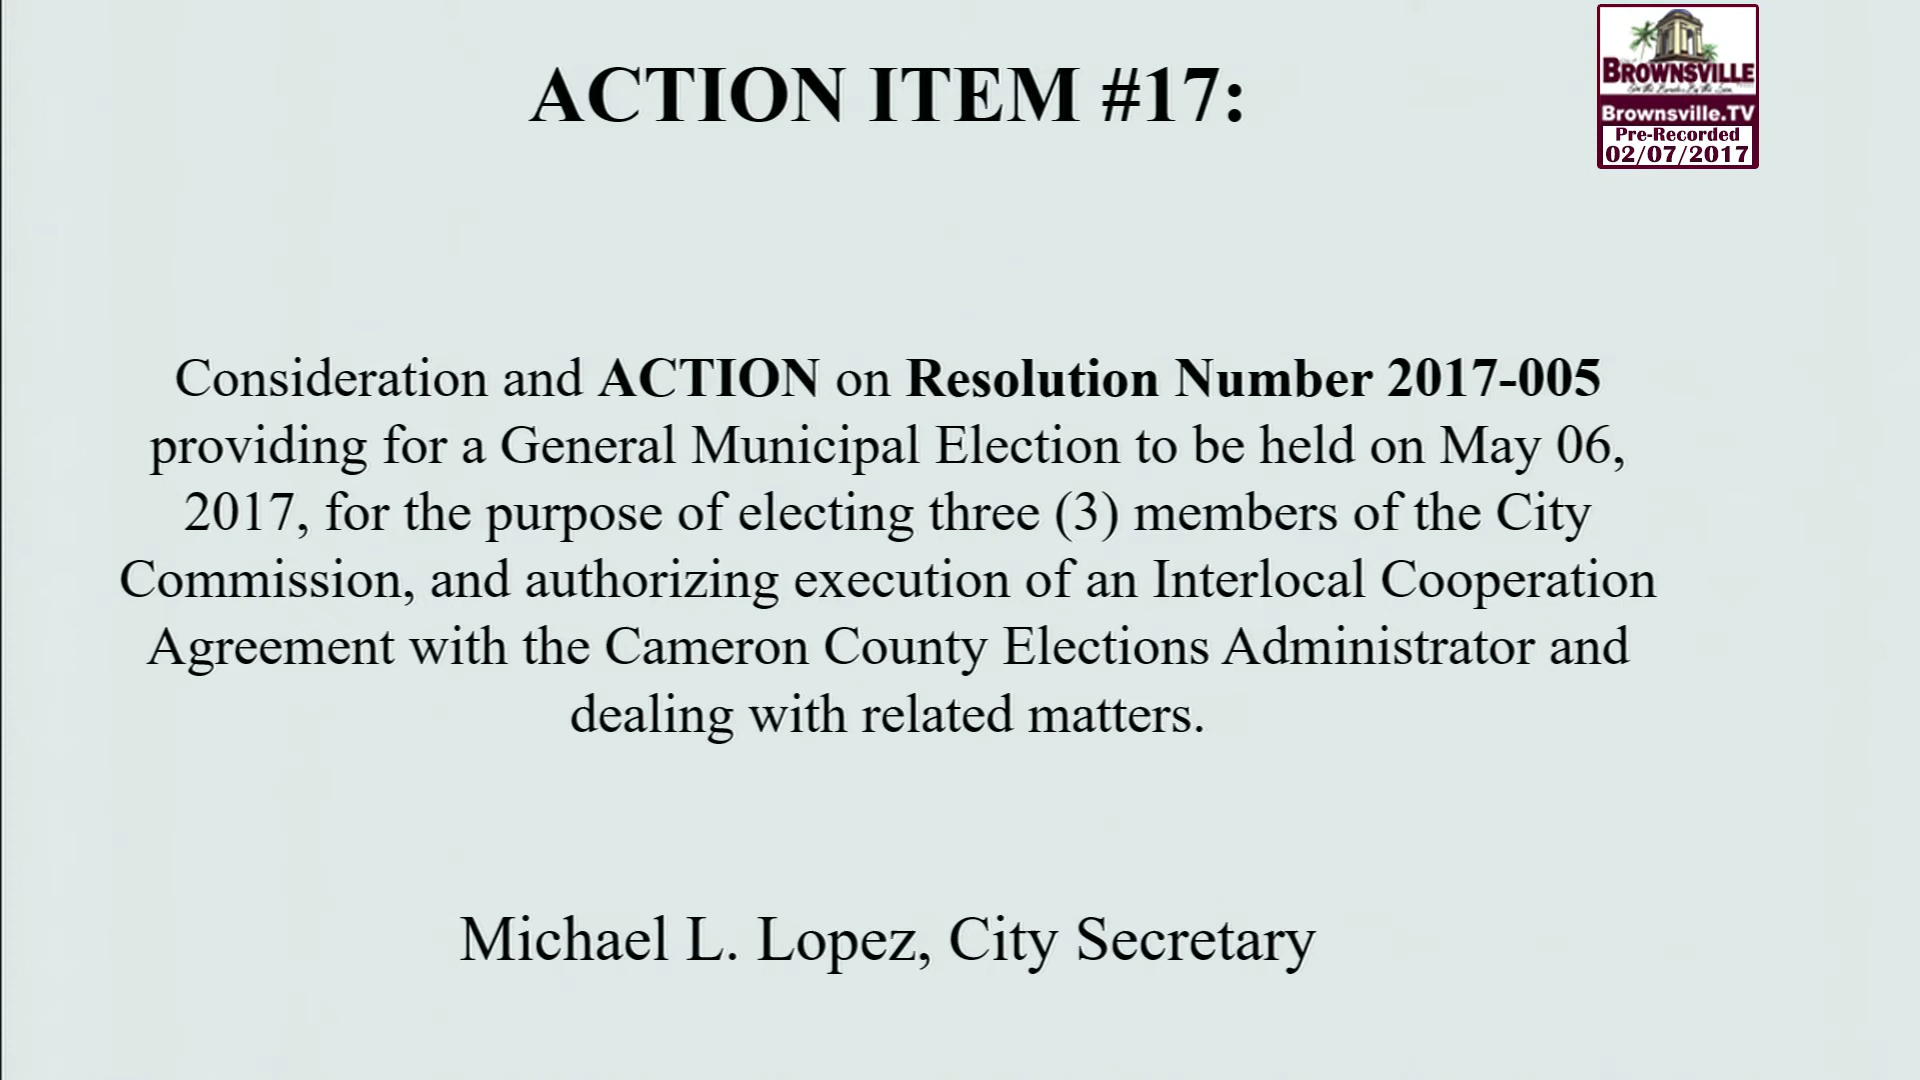 ACTION ITEM #17:
BROWNSVILLE
Brownsville.TV
Pre-Recorded
02/07/2017
Consideration and ACTION on Resolution Number 2017-005
providing for a General Municipal Election to be held on May 06,
2017, for the purpose of electing three (3) members of the City
Commission, and authorizing execution of an Interlocal Cooperation
Agreement with the Cameron County Elections Administrator and
dealing with related matters.
Michael L. Lopez, City Secretary